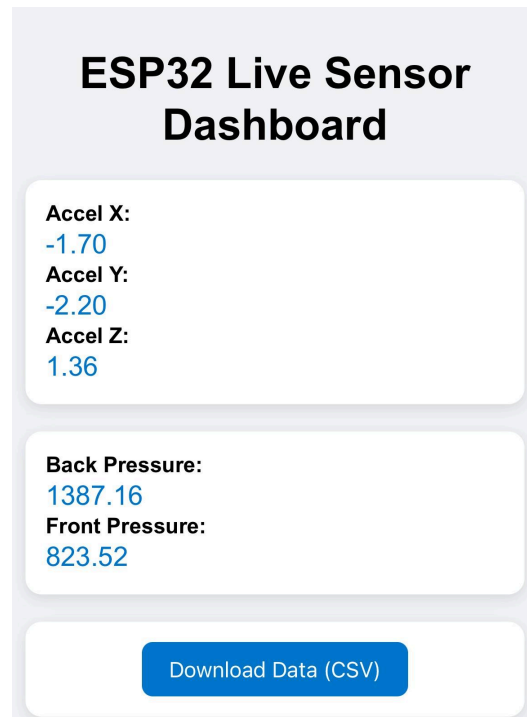 ESP32 Live Sensor
Dashboard
Accel X:
-1.70
Accel Y:
-2.20
Accel Z:
1.36
Back Pressure:
1387.16
Front Pressure:
823.52
Download Data (CSV)